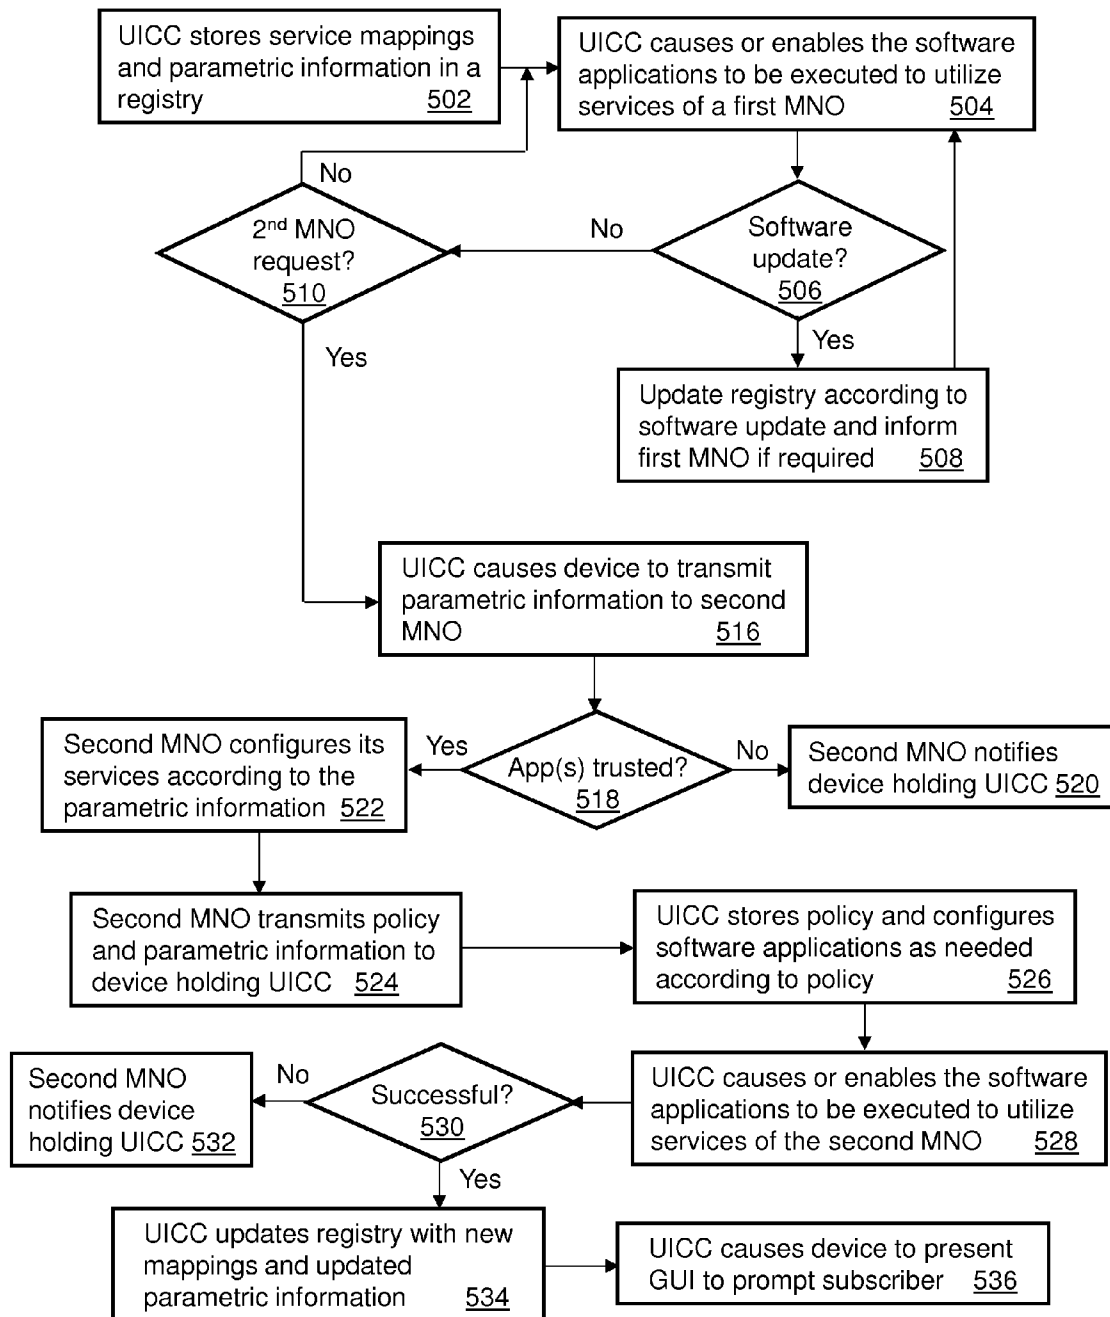 UICC stores service mappings
and parametric information in a
registry 502
UICC causes or enables the software
applications to be executed to utilize
services of a first MNO 504
No
2nd MNO
request?
510
No
Software
update?
506
Yes
Yes
Update registry according to
software update and inform
first MNO if required 508
UICC causes device to transmit
parametric information to second
MNO 516
Second MNO configures its
services according to the
parametric information 522
Yes
App(s) trusted?
518
No
Second MNO notifies
device holding UICC 520
Second MNO transmits policy
and parametric information to
device holding UICC 524
UICC stores policy and configures
software applications as needed
according to policy 526
Second MNO
notifies device
holding UICC 532
No
Successful?
530
Yes
UICC causes or enables the software
applications to be executed to utilize
services of the second MNO 528
UICC updates registry with new
mappings and updated
parametric information 534
UICC causes device to present
GUI to prompt subscriber 536